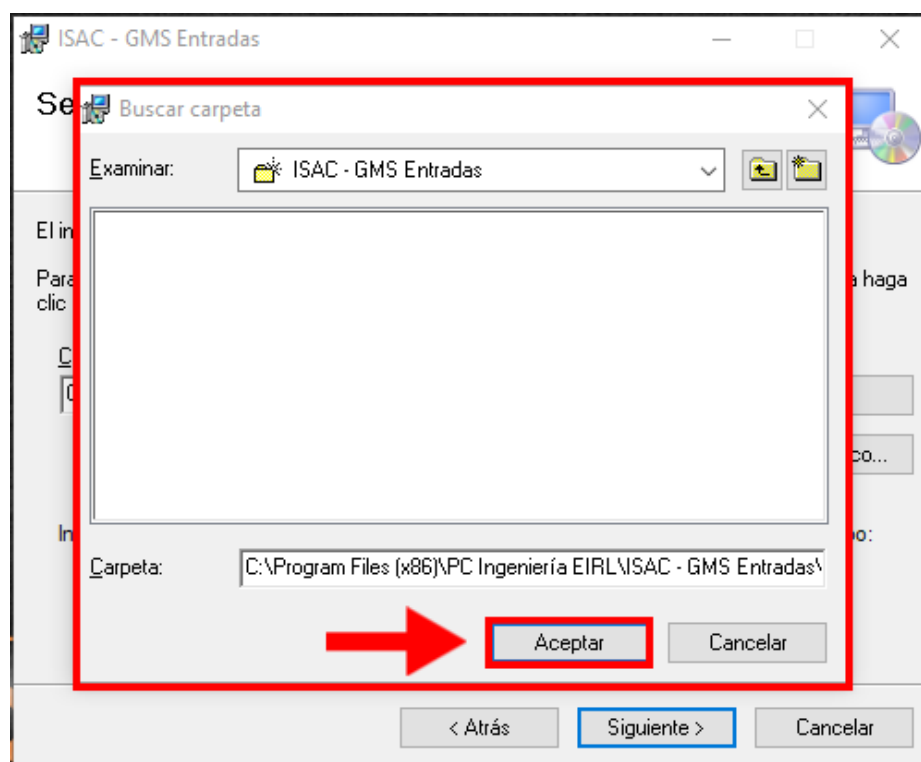 ISAC - GMS Entradas
Se
Buscar carpeta
Examinar:
ISAC - GMS Entradas
El in
Para
a haga
clic
C
co...
In
po:
Carpeta:
C:\Program Files (x86)\PC Ingeniería EIRL\ISAC - GMS Entradas\
Aceptar
Cancelar
< Atrás
Siguiente >
Cancelar